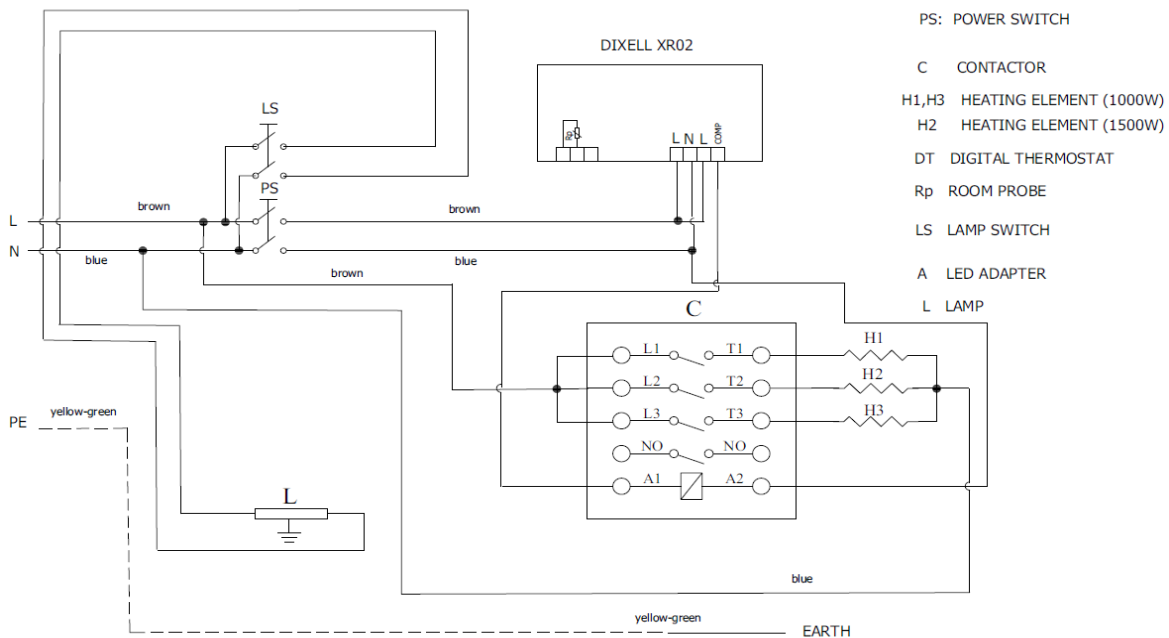 PS: POWER SWITCH
DIXELL XR02
C CONTACTOR
H1,H3 HEATING ELEMENT (1000W)
H2 HEATING ELEMENT (1500W)
DT DIGITAL THERMOSTAT
Rp ROOM PROBE
LS LAMP SWITCH
A LED ADAPTER
L LAMP
LS
Rp
L N L COMP
PS
brown
brown
L
N
blue
blue
brown
C
L1 T1 H1
L2 T2 H2
L3 T3 H3
NO NO
A1 A2
yellow-green
PE
L
blue
yellow-green
EARTH